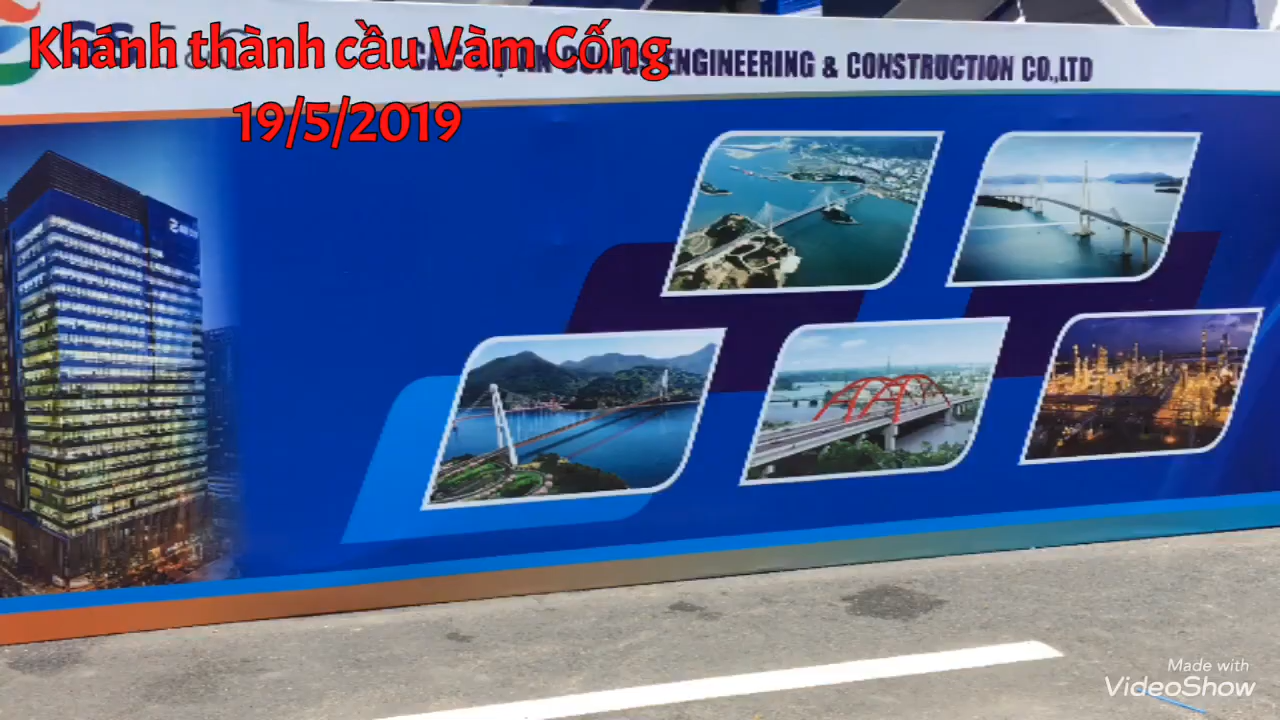 Khánh thành cầu Vàm Cống
19/5/2019
ENGINEERING & CONSTRUCTION CO.,LTD
Made with
VideoShow